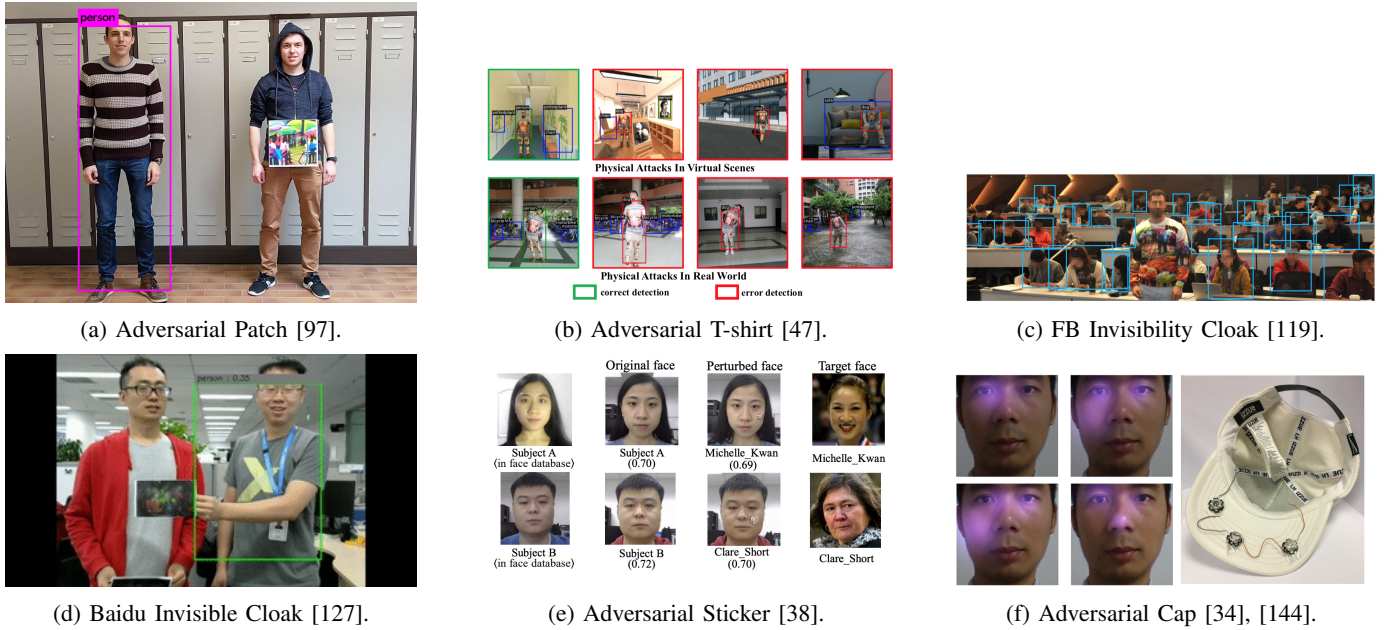 person
Physical Attacks In Virtual Scenes
Physical Attacks In Real World
correct detection error detection
(a) Adversarial Patch [97].
(b) Adversarial T-shirt [47].
(c) FB Invisibility Cloak [119].
person : 0.35
Original face Perturbed face Target face
Subject A Subject A Michelle_Kwan Michelle_Kwan
(in face database) (0.70) (0.69)
Subject B Subject B Clare_Short Clare_Short
(in face database) (0.72) (0.70)
IZZUE
(d) Baidu Invisible Cloak [127].
(e) Adversarial Sticker [38].
(f) Adversarial Cap [34], [144].